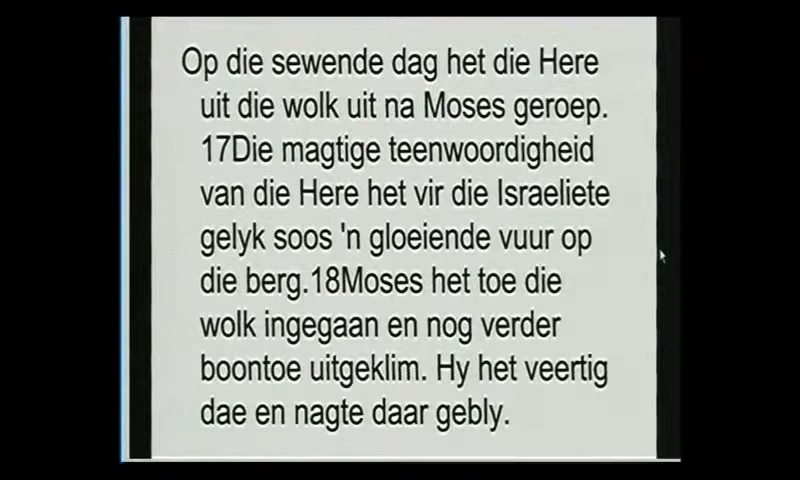 Op die sewende dag het die Here
uit die wolk uit na Moses geroep.
17Die magtige teenwoordigheid
van die Here het vir die Israeliete
gelyk soos 'n gloeiende vuur op
die berg.18Moses het toe die
wolk ingegaan en nog verder
boontoe uitgeklim. Hy het veertig
dae en nagte daar gebly.